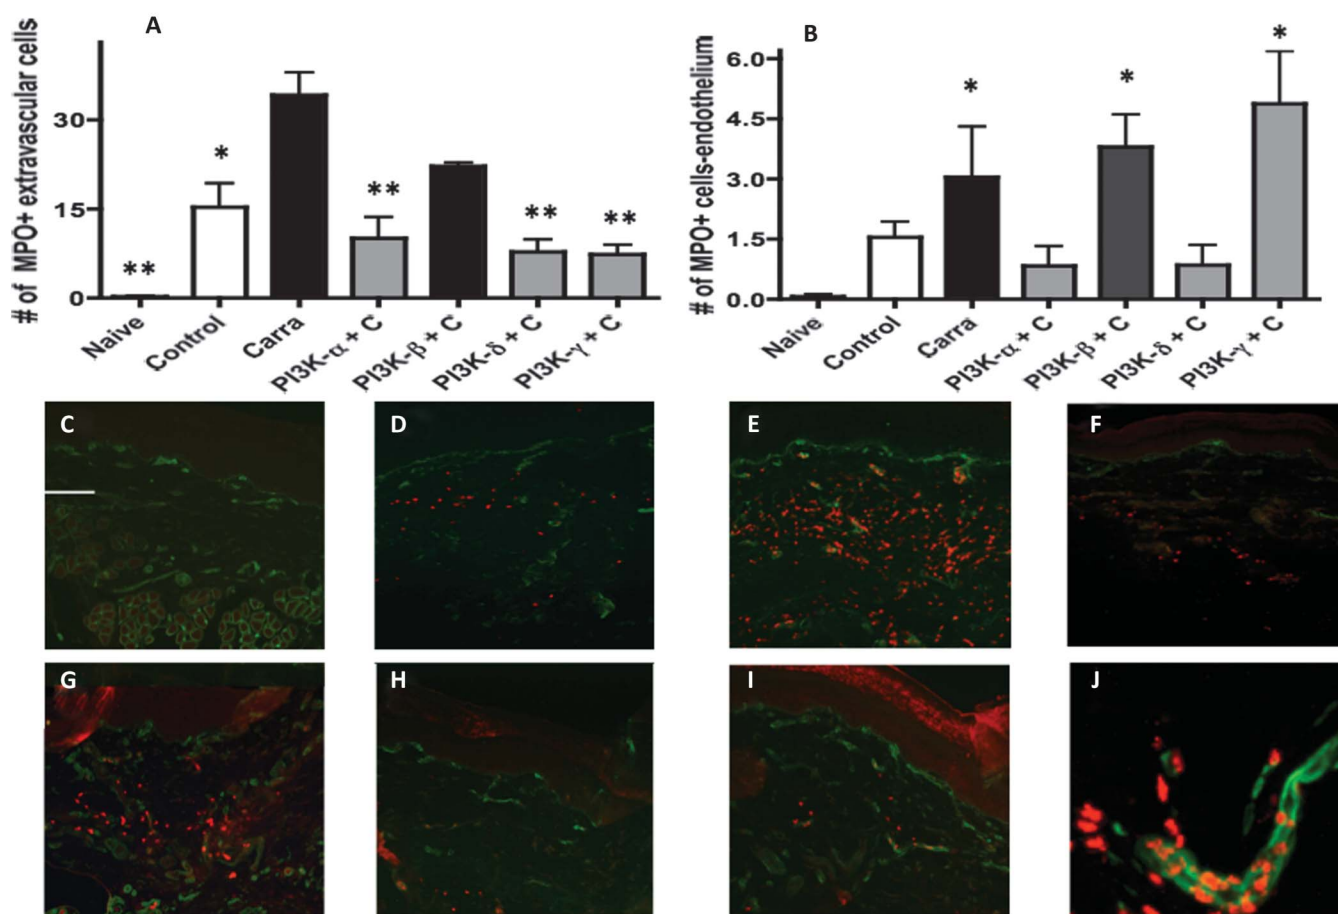 A
# of MPO+ extravascular cells
30
15
0
*
**
**
**
**
Naive
Control
Carra
PI3K-α + C
PI3K-β + C
PI3K-δ + C
PI3K-γ + C
B
# of MPO+ cells-endothelium
6.0
4.5
3.0
1.5
0.0
*
*
*
Naive
Control
Carra
PI3K-α + C
PI3K-β + C
PI3K-δ + C
PI3K-γ + C
C
D
E
F
G
H
I
J